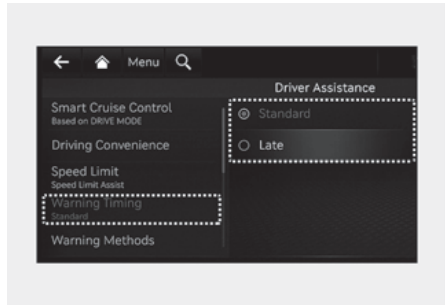 Menu
Driver Assistance
Smart Cruise Control
Based on DRIVE MODE
Driving Convenience
Speed Limit
Speed Limit Assist
Warning Timing
Standard
Warning Methods
Standard
Late